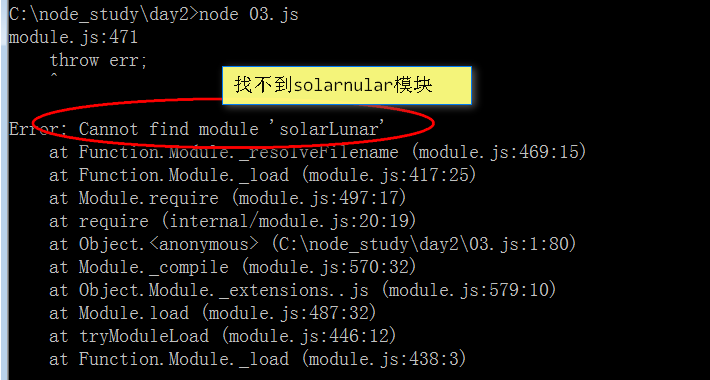 C:\node_study\day2>node 03.js
module.js:471
throw err;
^
找不到solarnular模块
Error: Cannot find module 'solarLunar'
at Function.Module._resolveFilename (module.js:469:15)
at Function.Module._load (module.js:417:25)
at Module.require (module.js:497:17)
at require (internal/module.js:20:19)
at Object.<anonymous> (C:\node_study\day2\03.js:1:80)
at Module._compile (module.js:570:32)
at Object.Module._extensions..js (module.js:579:10)
at Module.load (module.js:487:32)
at tryModuleLoad (module.js:446:12)
at Function.Module._load (module.js:438:3)